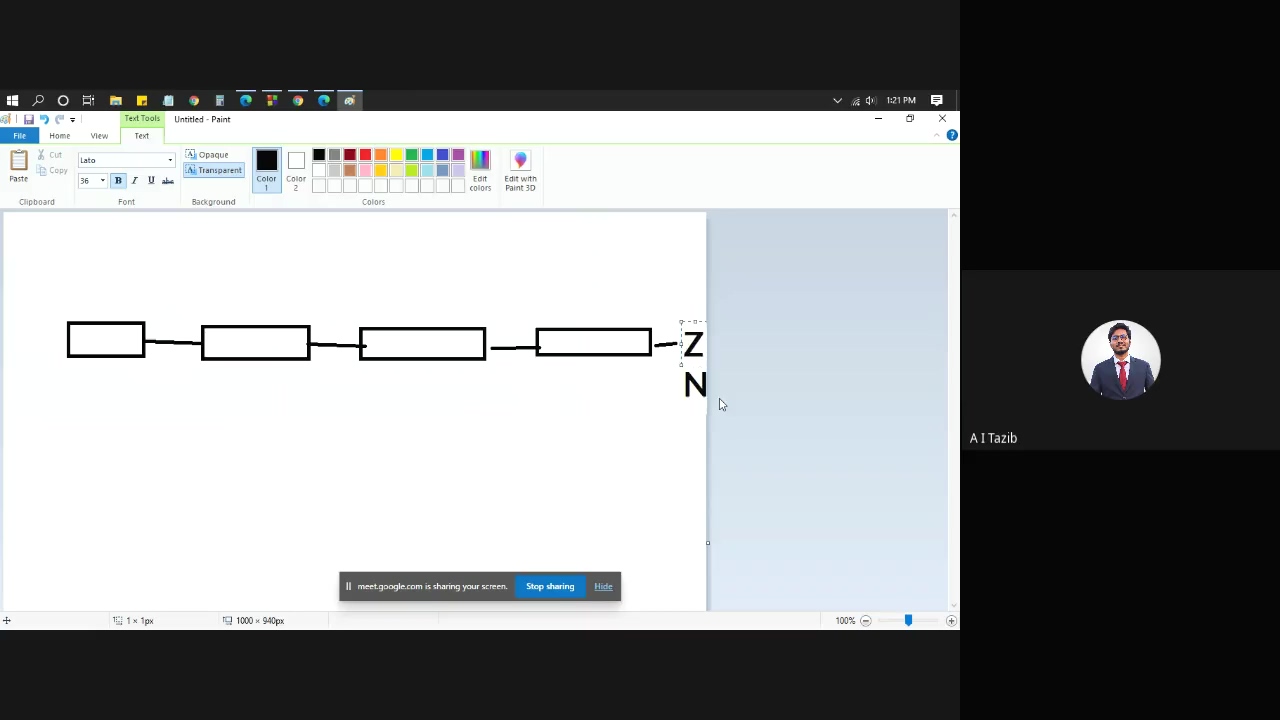 1:21 PM
Text Tools
Untitled - Paint
File
Home
View
Text
Paste
Cut
Copy
Clipboard
Lato
36
B
I
U
abc
Font
Opaque
Transparent
Background
Color
1
Color
2
Edit
colors
Colors
Edit with
Paint 3D
Z
N
A I Tazib
meet.google.com is sharing your screen.
Stop sharing
Hide
1 × 1px
1000 × 940px
100%